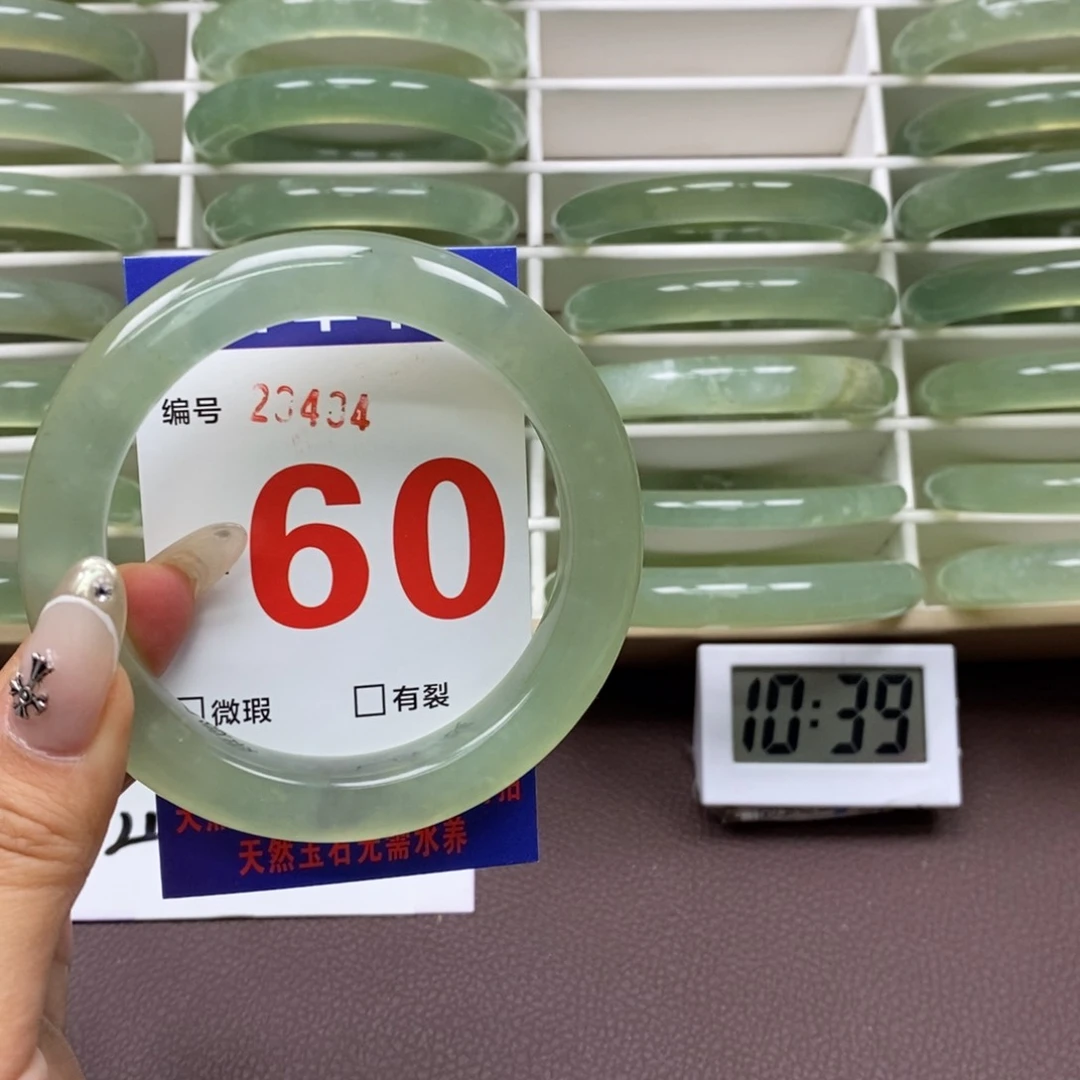 编号 23434
60
□微瑕 □有裂
天然玉石无需水养
10:39